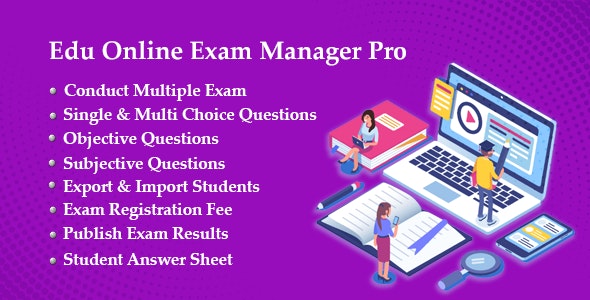 Edu Online Exam Manager Pro
Conduct Multiple Exam
Single & Multi Choice Questions
Objective Questions
Subjective Questions
Export & Import Students
Exam Registration Fee
Publish Exam Results
Student Answer Sheet